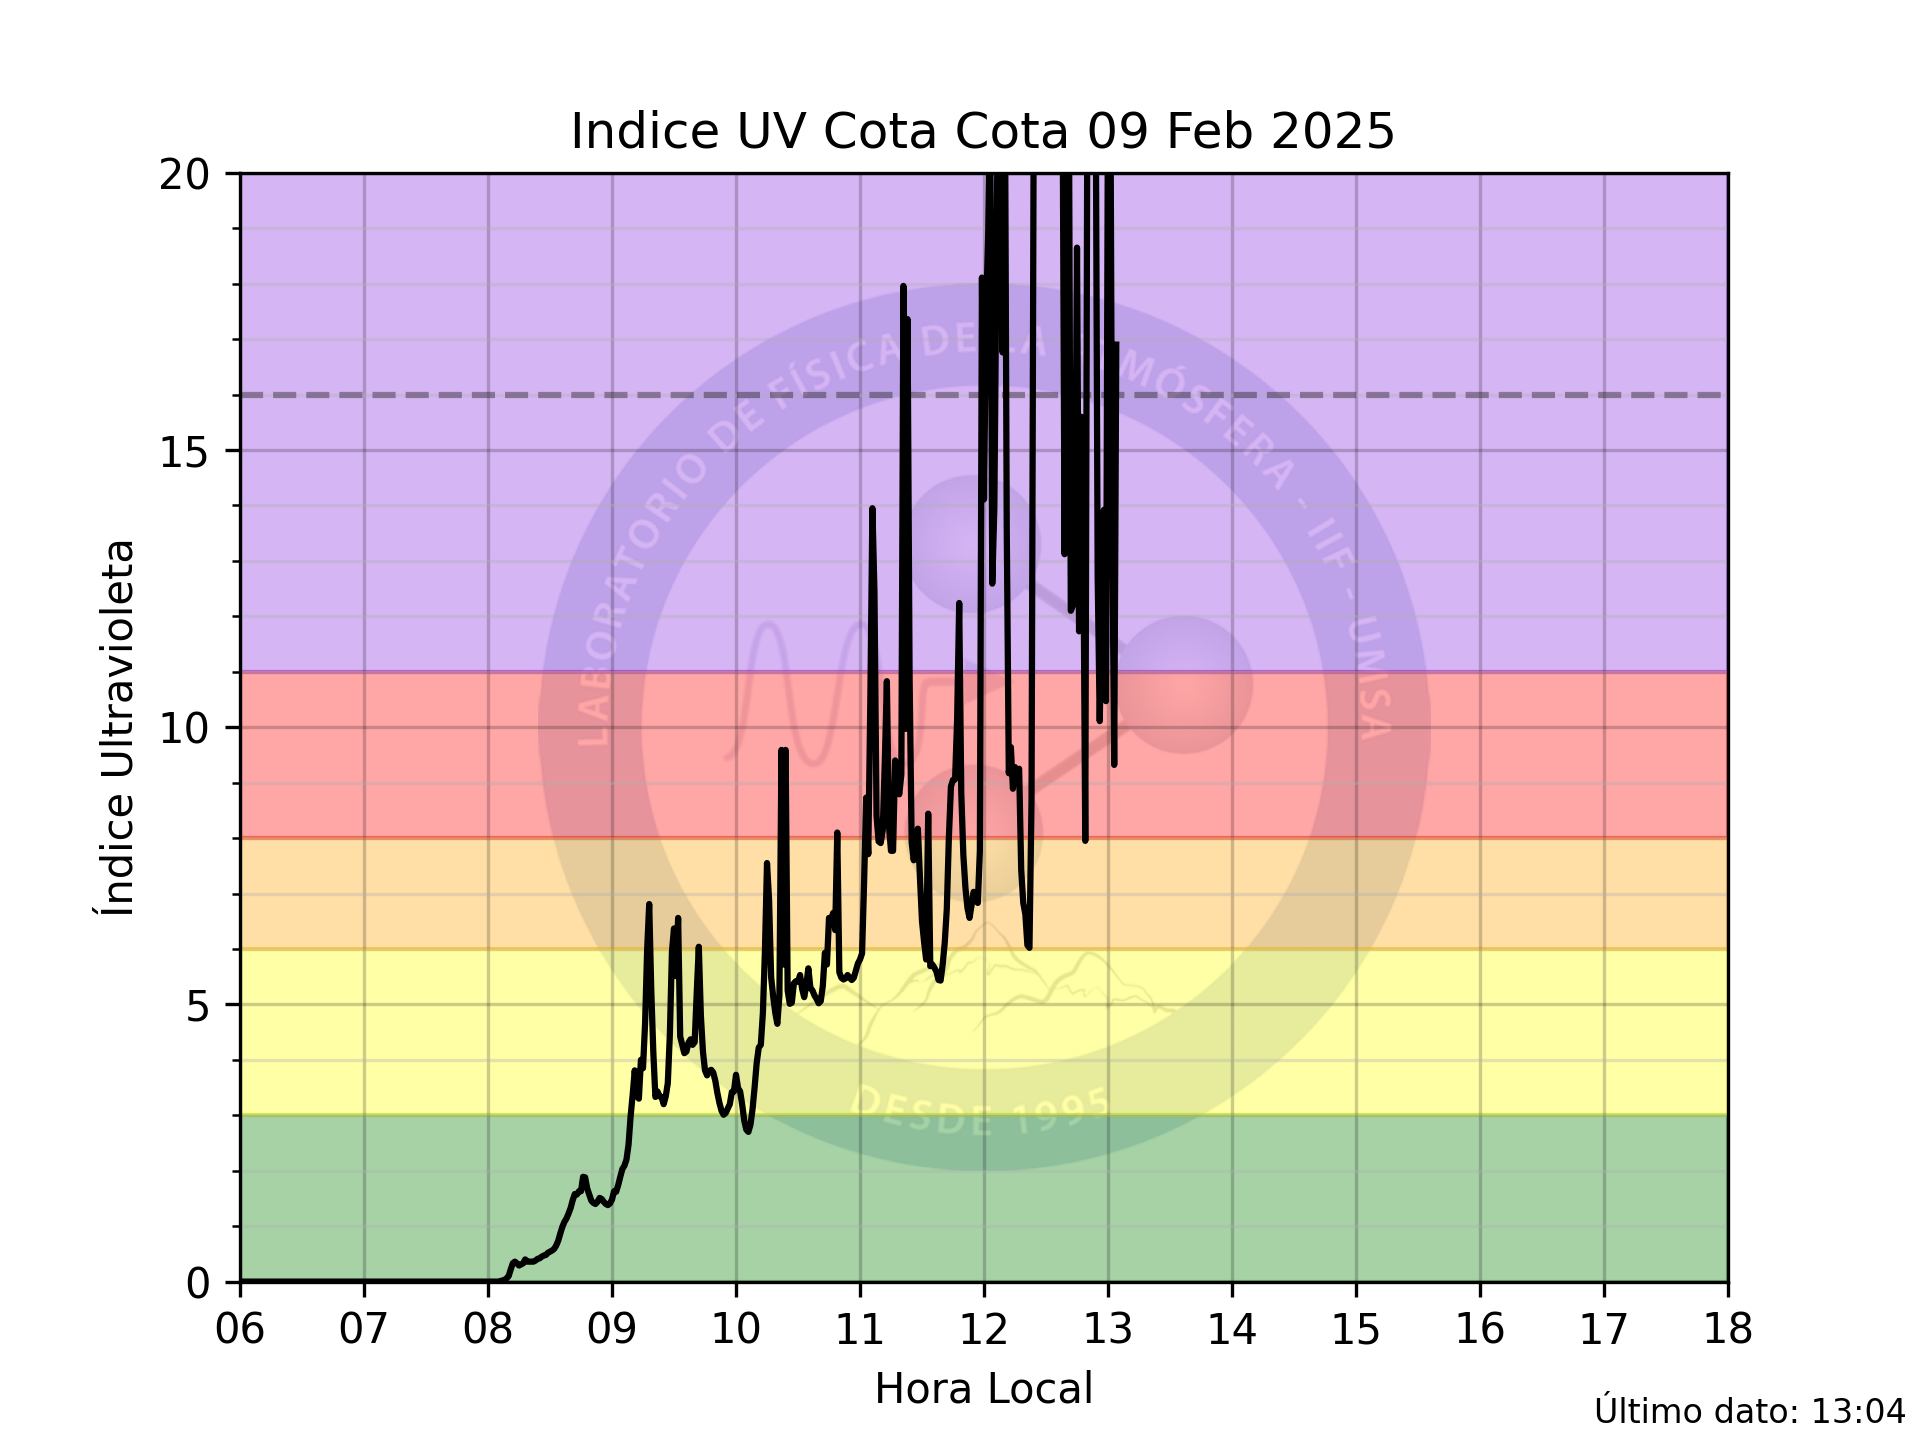 Indice UV Cota Cota 09 Feb 2025
20
15
10
5
0
Índice Ultravioleta
LABORATORIO DE FÍSICA DE LA ATMÓSFERA - IIF - UMSA
DESDE 1995
06 07 08 09 10 11 12 13 14 15 16 17 18
Hora Local
Último dato: 13:04